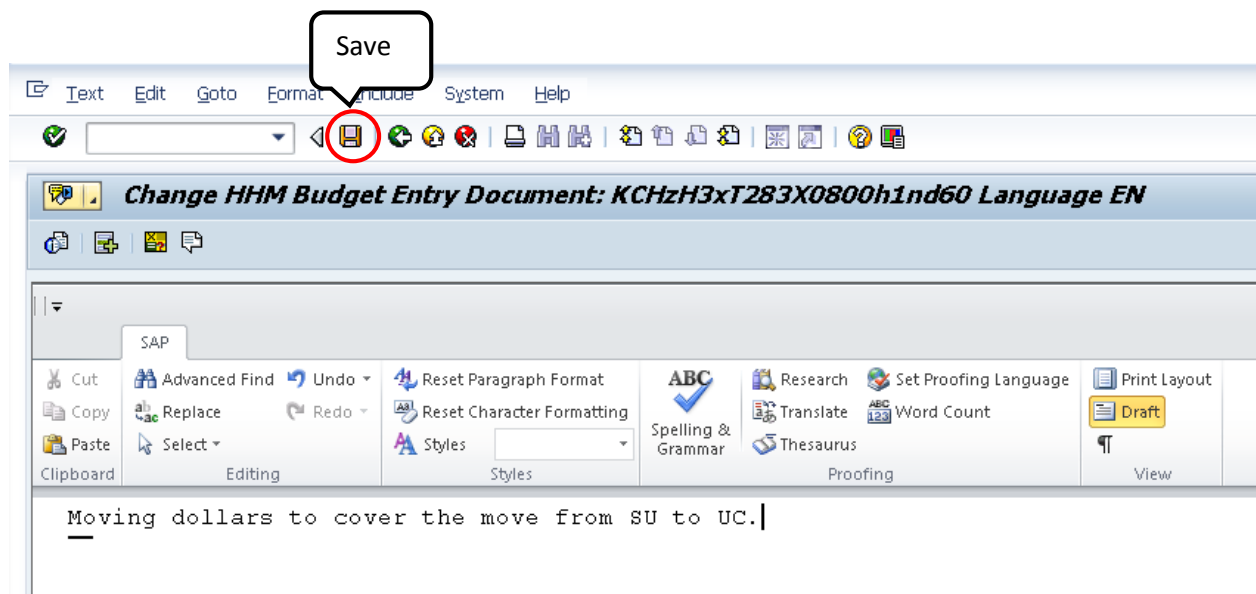 Save
Text Edit Goto Format Include System Help
Change HHM Budget Entry Document: KCHzH3xT283X0800h1nd60 Language EN
SAP
Cut Advanced Find Undo Reset Paragraph Format ABC Research Set Proofing Language Print Layout
Copy Replace Redo Reset Character Formatting Translate Word Count Draft
Paste Select Styles Spelling & Grammar Thesaurus ¶
Clipboard Editing Styles Proofing View
Moving dollars to cover the move from SU to UC.